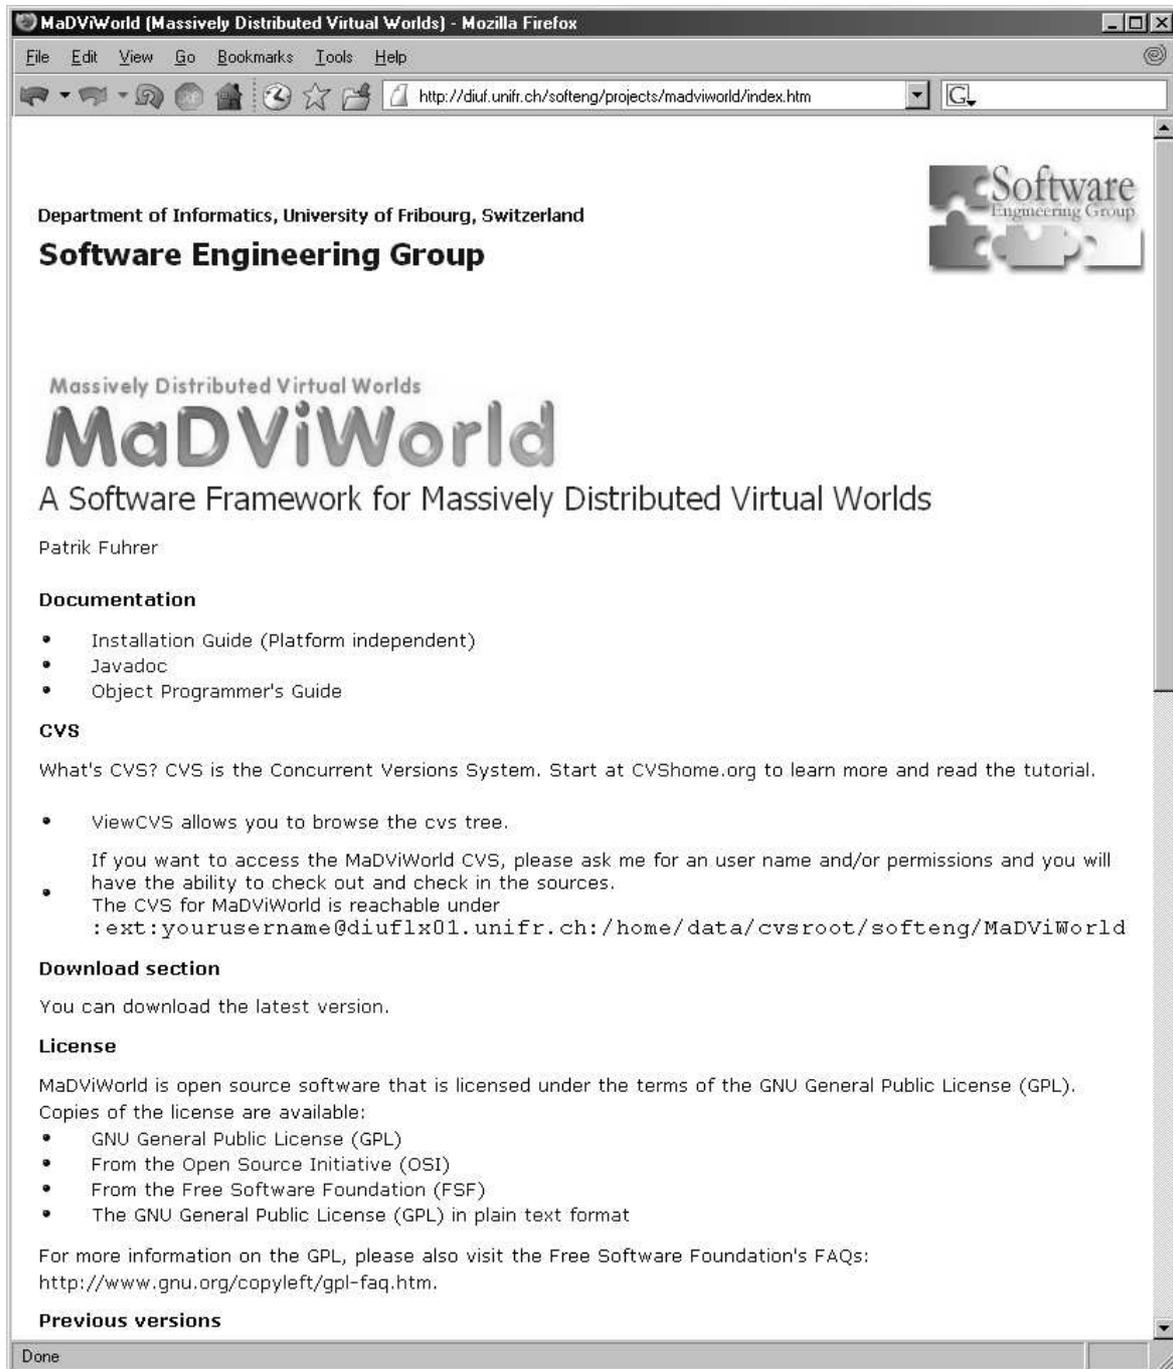 MaDViWorld (Massively Distributed Virtual Worlds) - Mozilla Firefox
File Edit View Go Bookmarks Tools Help
http://diuf.unifr.ch/softeng/projects/madviworld/index.htm
G
Software
Engineering Group
Department of Informatics, University of Fribourg, Switzerland
Software Engineering Group
Massively Distributed Virtual Worlds
MaDViWorld
A Software Framework for Massively Distributed Virtual Worlds
Patrik Fuhrer
Documentation
• Installation Guide (Platform independent)
• Javadoc
• Object Programmer's Guide
CVS
What's CVS? CVS is the Concurrent Versions System. Start at CVShome.org to learn more and read the tutorial.
• ViewCVS allows you to browse the cvs tree.
• If you want to access the MaDViWorld CVS, please ask me for an user name and/or permissions and you will
have the ability to check out and check in the sources.
The CVS for MaDViWorld is reachable under
:ext:yourusername@diuflx01.unifr.ch:/home/data/cvsroot/softeng/MaDViWorld
Download section
You can download the latest version.
License
MaDViWorld is open source software that is licensed under the terms of the GNU General Public License (GPL).
Copies of the license are available:
• GNU General Public License (GPL)
• From the Open Source Initiative (OSI)
• From the Free Software Foundation (FSF)
• The GNU General Public License (GPL) in plain text format
For more information on the GPL, please also visit the Free Software Foundation's FAQs:
http://www.gnu.org/copyleft/gpl-faq.htm.
Previous versions
Done